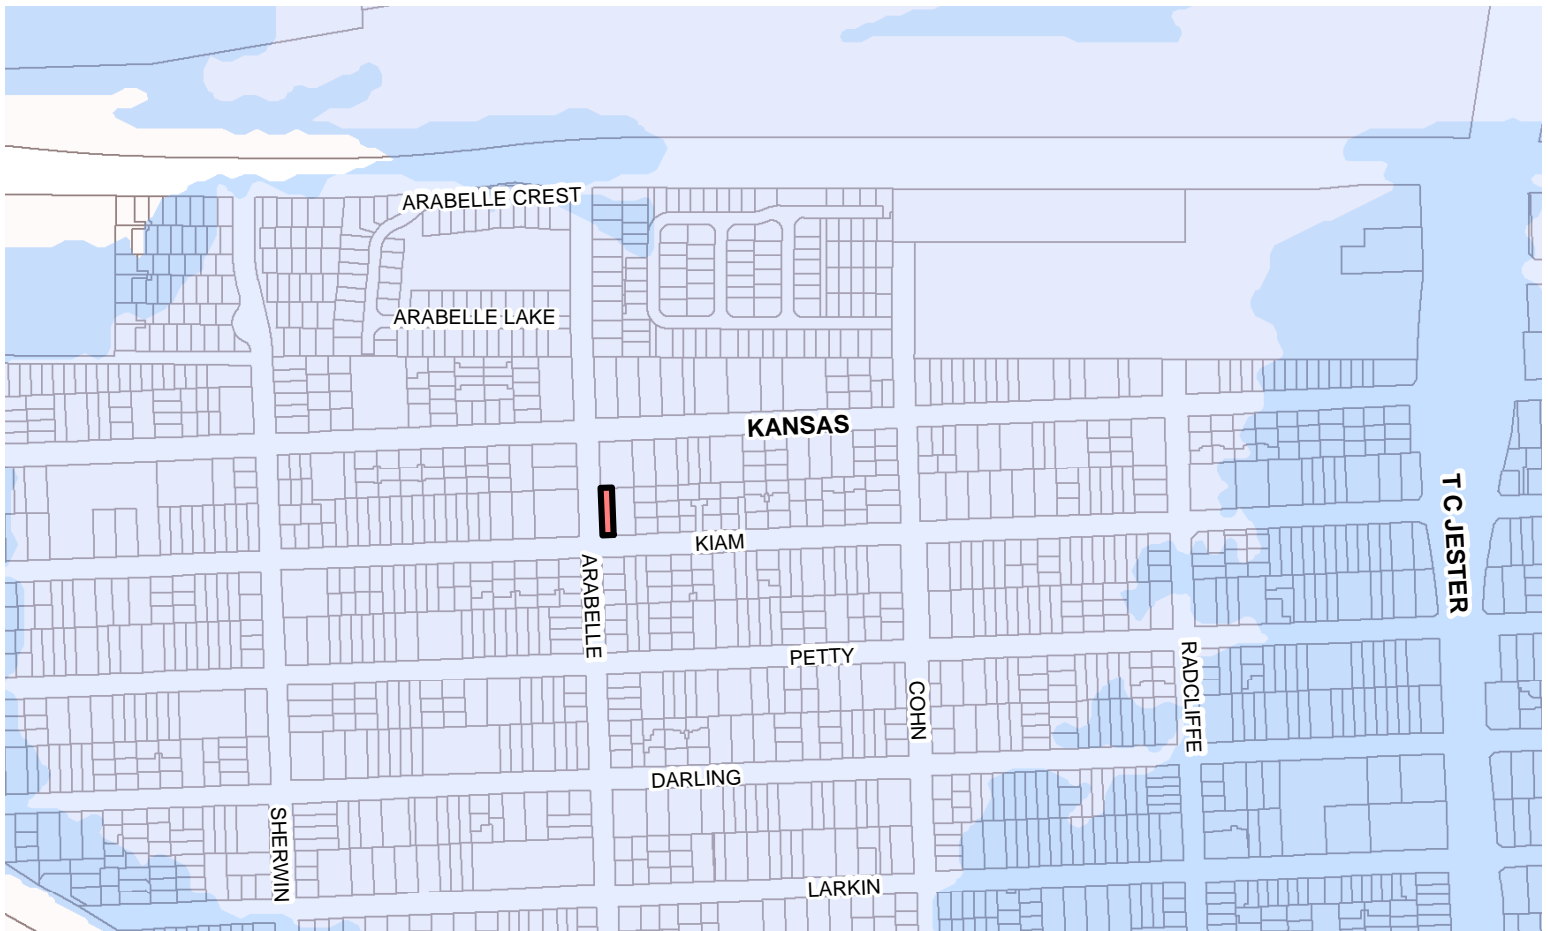 ARABELLE CREST
ARABELLE LAKE
KANSAS
T C JESTER
KIAM
ARABELLE
PETTY
RADCLIFFE
COHN
DARLING
SHERWIN
LARKIN